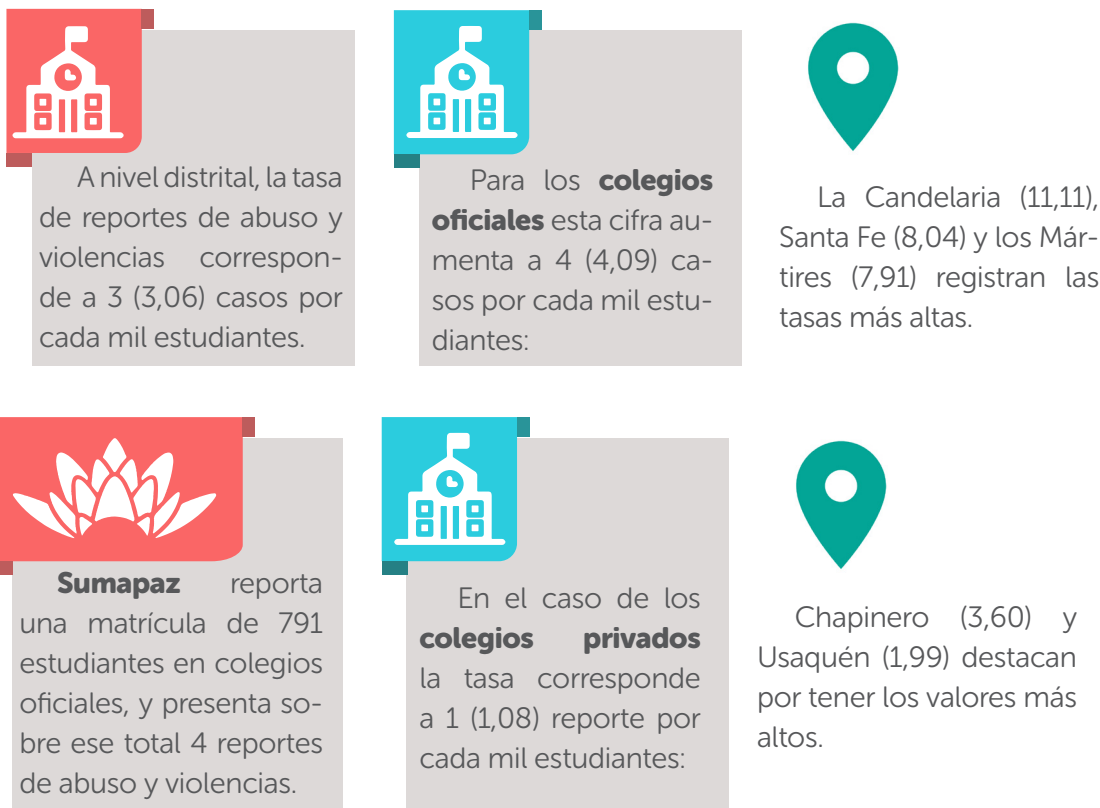 A nivel distrital, la tasa
de reportes de abuso y
violencias correspon-
de a 3 (3,06) casos por
cada mil estudiantes.
Para los colegios
oficiales esta cifra au-
menta a 4 (4,09) ca-
sos por cada mil estu-
diantes:
La Candelaria (11,11),
Santa Fe (8,04) y los Már-
tires (7,91) registran las
tasas más altas.
Sumapaz reporta
una matrícula de 791
estudiantes en colegios
oficiales, y presenta so-
bre ese total 4 reportes
de abuso y violencias.
En el caso de los
colegios privados
la tasa corresponde
a 1 (1,08) reporte por
cada mil estudiantes:
Chapinero (3,60) y
Usaquén (1,99) destacan
por tener los valores más
altos.